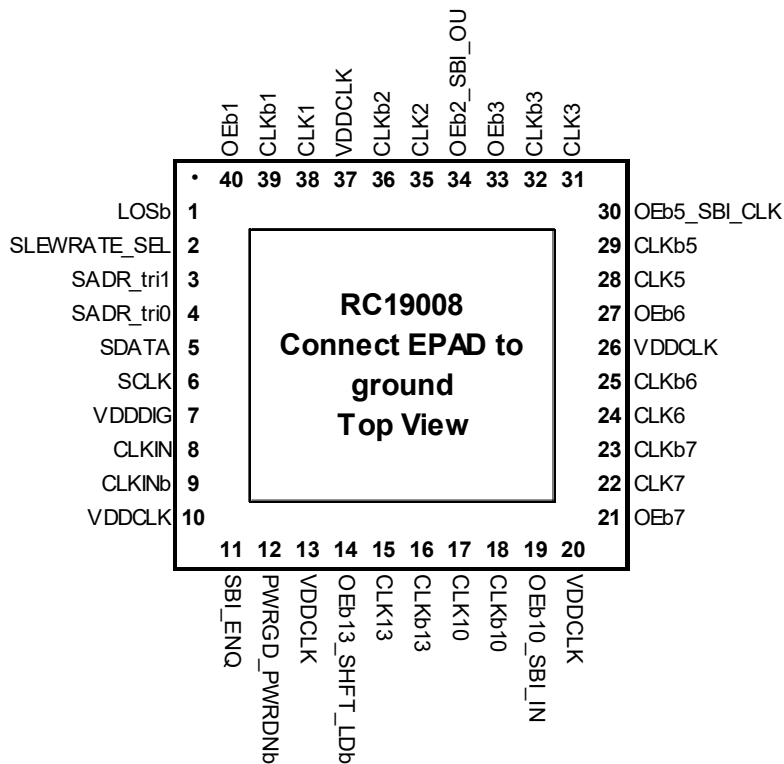 OEb1
CLKb1
CLK1
VDDCLK
CLKb2
CLK2
OEb2_SBI_OU
OEb3
CLKb3
CLK3
40 39 38 37 36 35 34 33 32 31
LOSb 1
SLEWRATE_SEL 2
SADR_tri1 3
SADR_tri0 4
SDATA 5
SCLK 6
VDDDIG 7
CLKIN 8
CLKINb 9
VDDCLK 10
RC19008
Connect EPAD to
ground
Top View
30 OEb5_SBI_CLK
29 CLKb5
28 CLK5
27 OEb6
26 VDDCLK
25 CLKb6
24 CLK6
23 CLKb7
22 CLK7
21 OEb7
11 12 13 14 15 16 17 18 19 20
SBI_ENQ
PWRGD_PWRDNb
VDDCLK
OEb13_SHFT_LDb
CLK13
CLKb13
CLK10
CLKb10
OEb10_SBI_IN
VDDCLK